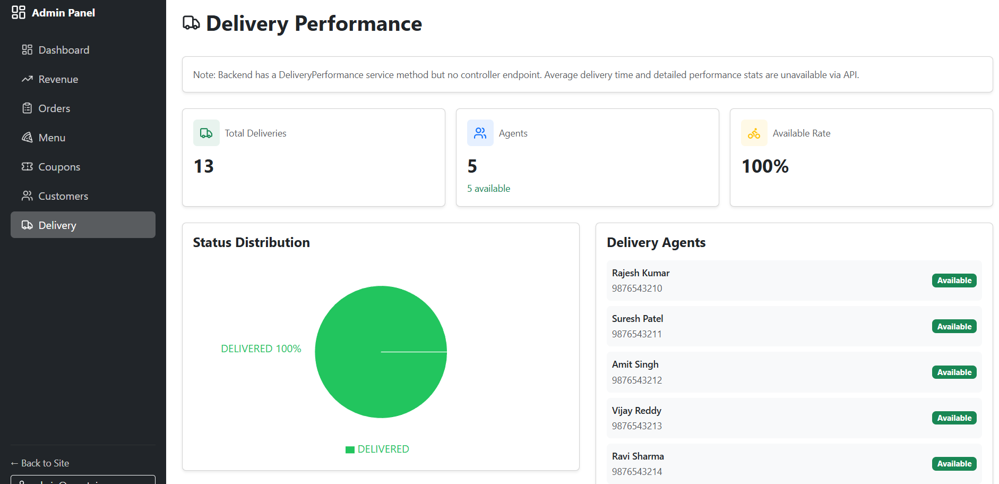 Admin Panel
Dashboard
Revenue
Orders
Menu
Coupons
Customers
Delivery
← Back to Site
Delivery Performance
Note: Backend has a DeliveryPerformance service method but no controller endpoint. Average delivery time and detailed performance stats are unavailable via API.
Total Deliveries
13
Agents
5
5 available
Available Rate
100%
Status Distribution
DELIVERED 100%
DELIVERED
Delivery Agents
Rajesh Kumar
9876543210
Available
Suresh Patel
9876543211
Available
Amit Singh
9876543212
Available
Vijay Reddy
9876543213
Available
Ravi Sharma
9876543214
Available